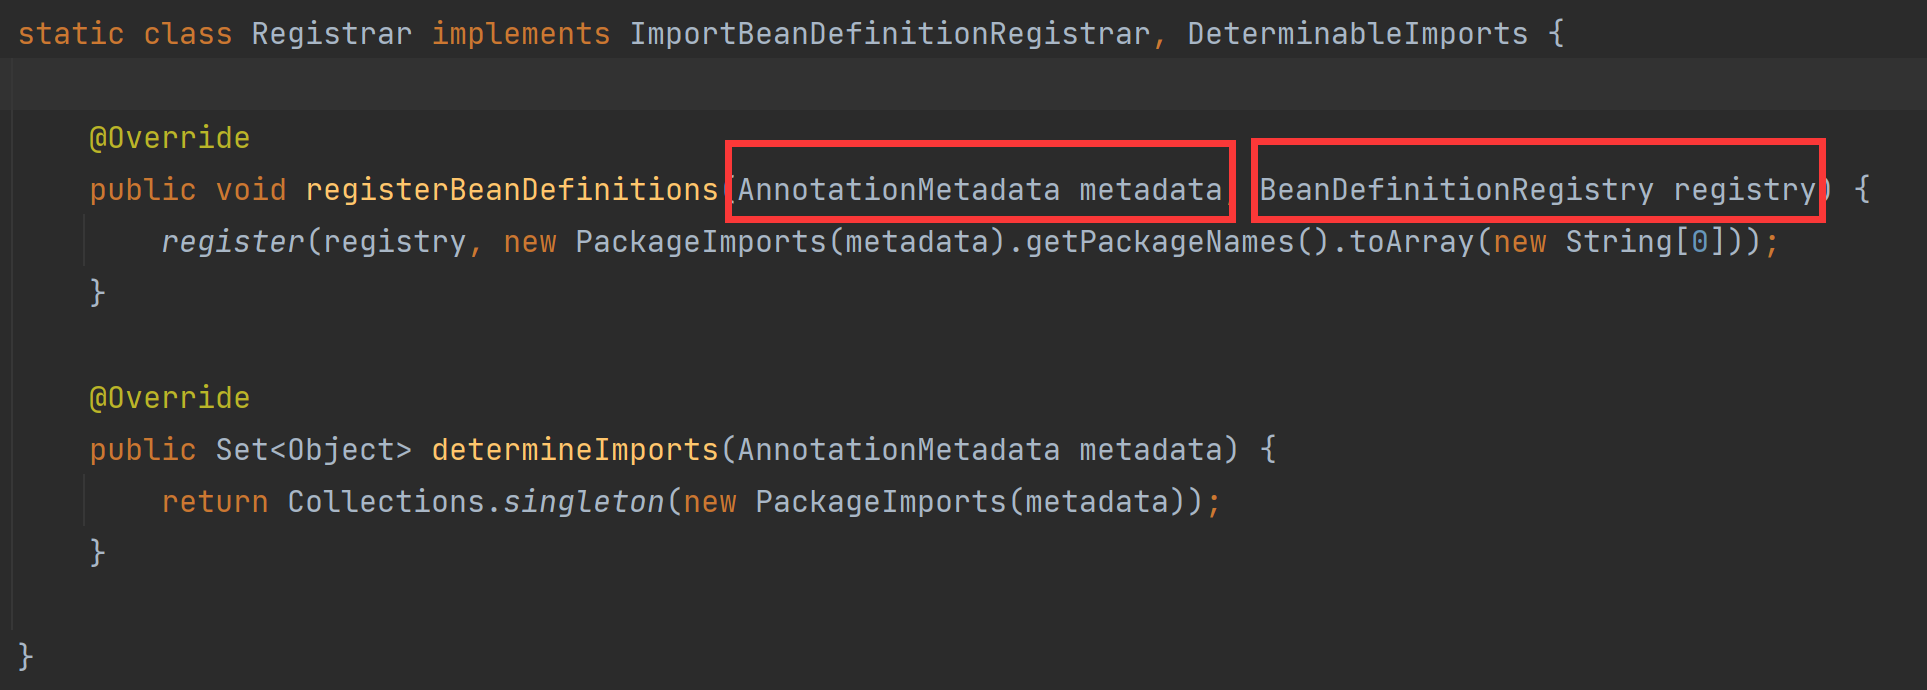 static class Registrar implements ImportBeanDefinitionRegistrar, DeterminableImports {
@Override
public void registerBeanDefinitions(AnnotationMetadata metadata, BeanDefinitionRegistry registry) {
register(registry, new PackageImports(metadata).getPackageNames().toArray(new String[0]));
}
@Override
public Set<Object> determineImports(AnnotationMetadata metadata) {
return Collections.singleton(new PackageImports(metadata));
}
}